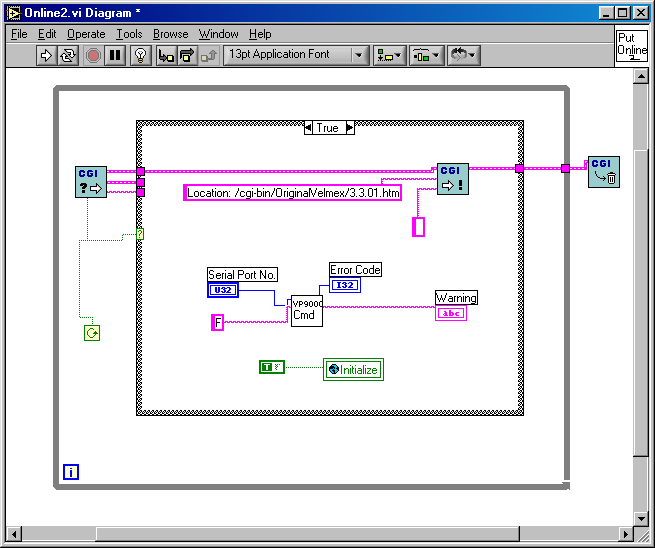 Online2.vi Diagram *
File Edit Operate Tools Browse Window Help
13pt Application Font
Put
Online
2
True
CGI
?
CGI
!
CGI
Location: /cgi-bin/OriginalVelmex/3.3.01.htm
?
Serial Port No.
U32
Error Code
I32
VP9000
Cmd
F
Warning
abc
T F
Initialize
i